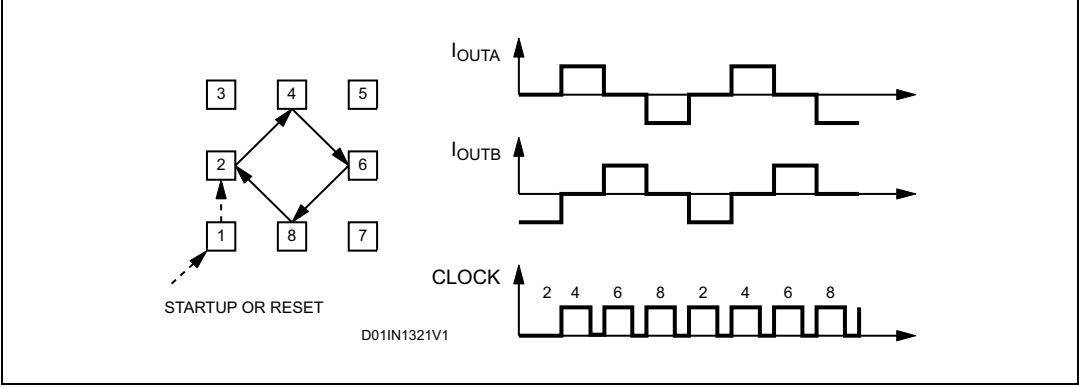 3 4 5
2 6
1 8 7
STARTUP OR RESET
D01IN1321V1
IOUTA
IOUTB
CLOCK
2 4 6 8 2 4 6 8